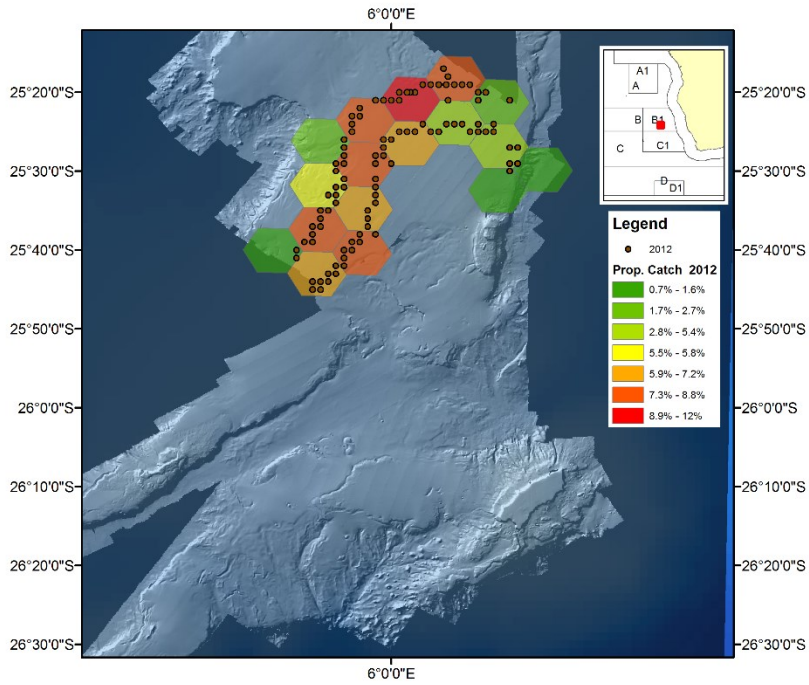 6°0'0"E
25°20'0"S
25°20'0"S
25°30'0"S
25°30'0"S
25°40'0"S
25°40'0"S
25°50'0"S
25°50'0"S
26°0'0"S
26°0'0"S
26°10'0"S
26°10'0"S
26°20'0"S
26°20'0"S
26°30'0"S
26°30'0"S
6°0'0"E
A1
A
B
B1
C
C1
D
D1
Legend
2012
Prop. Catch 2012
0.7% - 1.6%
1.7% - 2.7%
2.8% - 5.4%
5.5% - 5.8%
5.9% - 7.2%
7.3% - 8.8%
8.9% - 12%